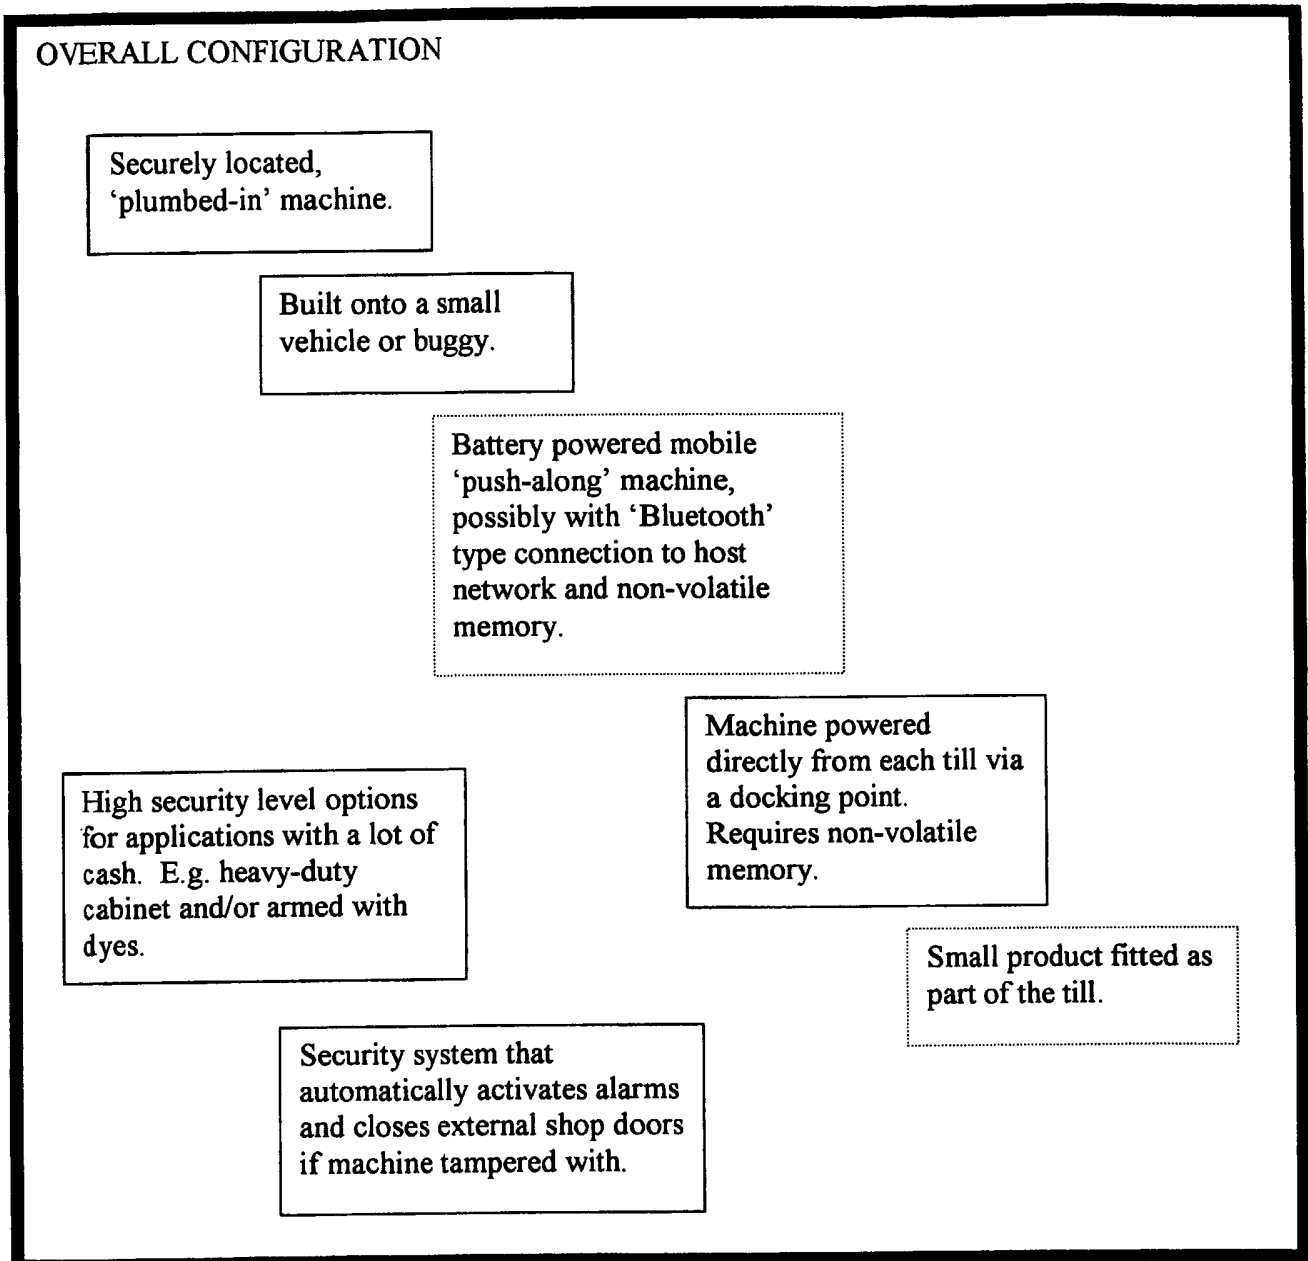 OVERALL CONFIGURATION
Securely located,
‘plumbed-in’ machine.
Built onto a small
vehicle or buggy.
Battery powered mobile
‘push-along’ machine,
possibly with ‘Bluetooth’
type connection to host
network and non-volatile
memory.
Machine powered
directly from each till via
a docking point.
Requires non-volatile
memory.
High security level options
for applications with a lot of
cash.  E.g. heavy-duty
cabinet and/or armed with
dyes.
Small product fitted as
part of the till.
Security system that
automatically activates alarms
and closes external shop doors
if machine tampered with.